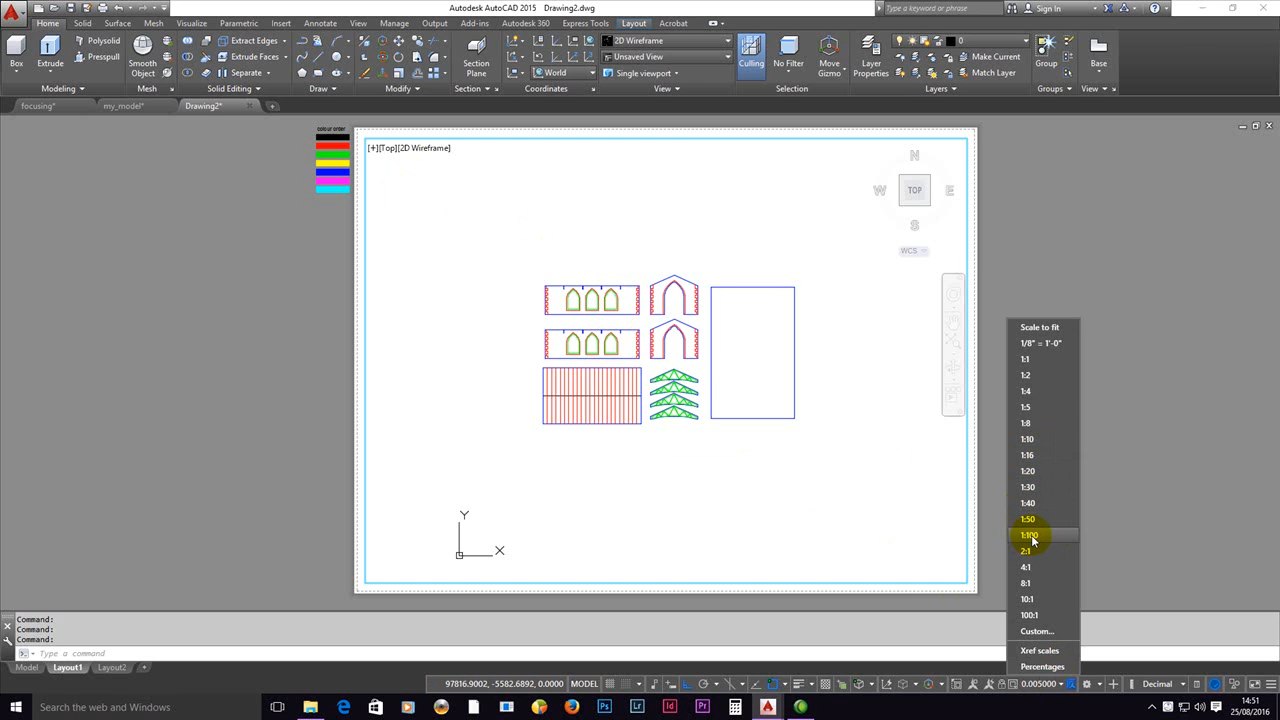 Autodesk AutoCAD 2015 Drawing2.dwg
Type a keyword or phrase
Sign In
Home Solid Surface Mesh Visualize Parametric Insert Annotate View Manage Output Add-ins Autodesk 360 Express Tools Layout Acrobat
Box
Extrude
Polysolid
Presspull
Smooth Object
Extract Edges
Extrude Faces
Separate
Section Plane
World
2D Wireframe
Unsaved View
Single viewport
Culling
No Filter
Move Gizmo
Layer Properties
0
Make Current
Match Layer
Group
Base
Modeling Mesh Solid Editing Draw Modify Section Coordinates View Selection Layers Groups View
focusing* my_model* Drawing2*
colour order
[+][Top][2D Wireframe]
N
W TOP E
S
WCS
Y
X
Scale to fit
1/8" = 1'-0"
1:1
1:2
1:4
1:5
1:8
1:10
1:16
1:20
1:30
1:40
1:50
1:100
2:1
4:1
8:1
10:1
100:1
Custom...
Xref scales
Percentages
Command:
Command:
Command:
Type a command
Model Layout1 Layout2
97816.9002, -5582.6892, 0.0000 MODEL
0.005000
Decimal
Search the web and Windows
Ps Lr Id Pr
14:51
25/08/2016